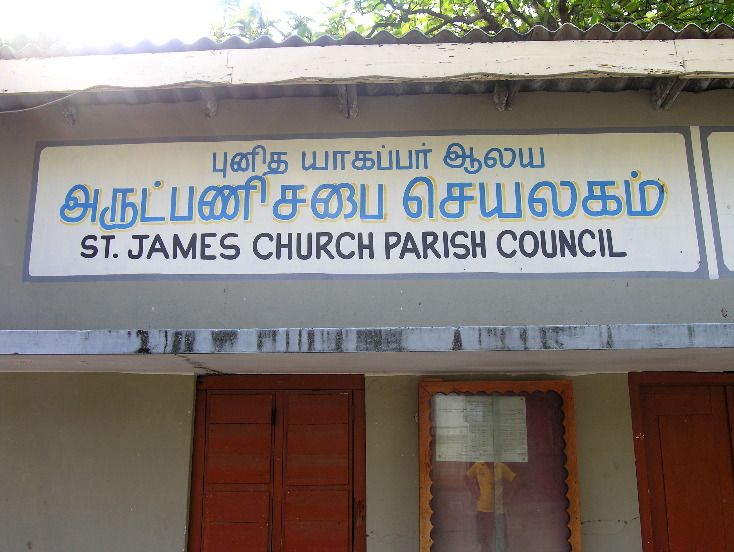 புனித யாகப்பர் ஆலய
அருட்பணி சபை செயலகம்
ST. JAMES CHURCH PARISH COUNCIL